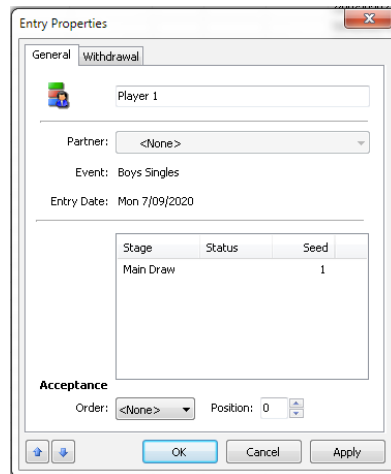 Entry Properties
General Withdrawal
Player 1
Partner: <None>
Event: Boys Singles
Entry Date: Mon 7/09/2020
Stage Status Seed
Main Draw 1
Acceptance
Order: <None> Position: 0
OK Cancel Apply